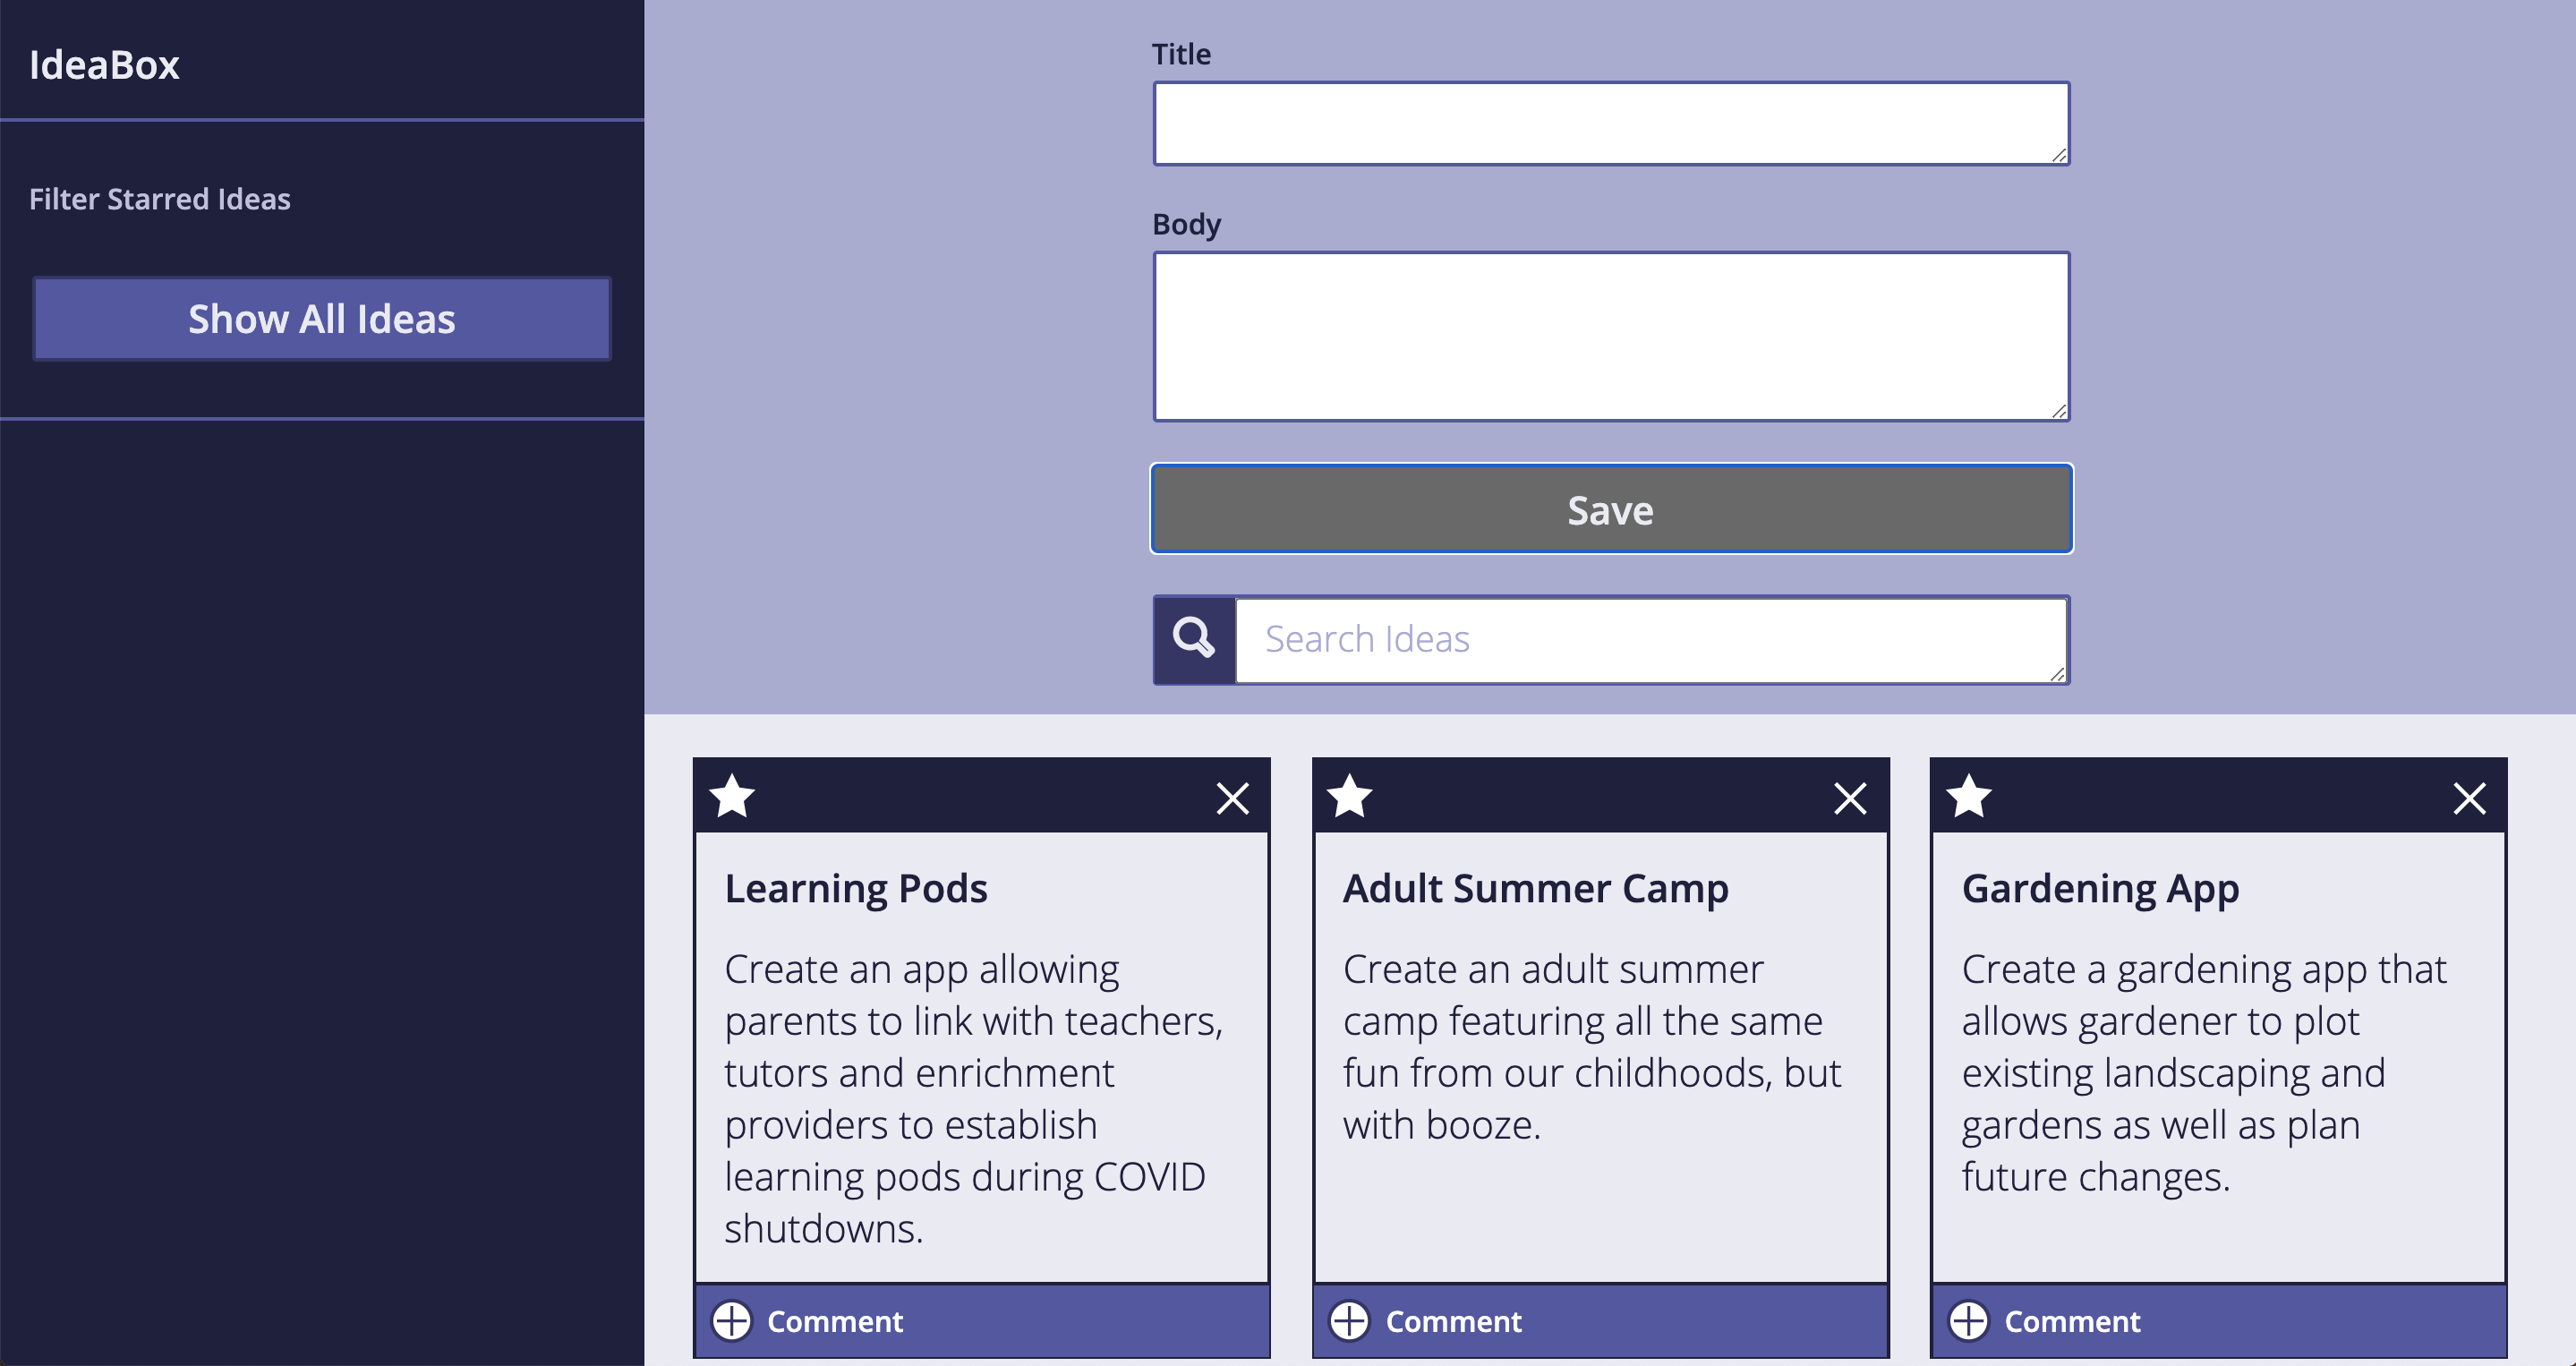 IdeaBox
Filter Starred Ideas
Show All Ideas
Title
Body
Save
Search Ideas
Learning Pods
Create an app allowing
parents to link with teachers,
tutors and enrichment
providers to establish
learning pods during COVID
shutdowns.
Comment
Adult Summer Camp
Create an adult summer
camp featuring all the same
fun from our childhoods, but
with booze.
Comment
Gardening App
Create a gardening app that
allows gardener to plot
existing landscaping and
gardens as well as plan
future changes.
Comment